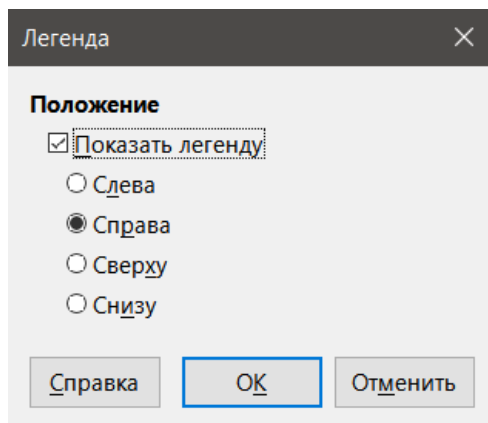 Легенда
Положение
Показать легенду
Слева
Справа
Сверху
Снизу
Справка OK Отменить